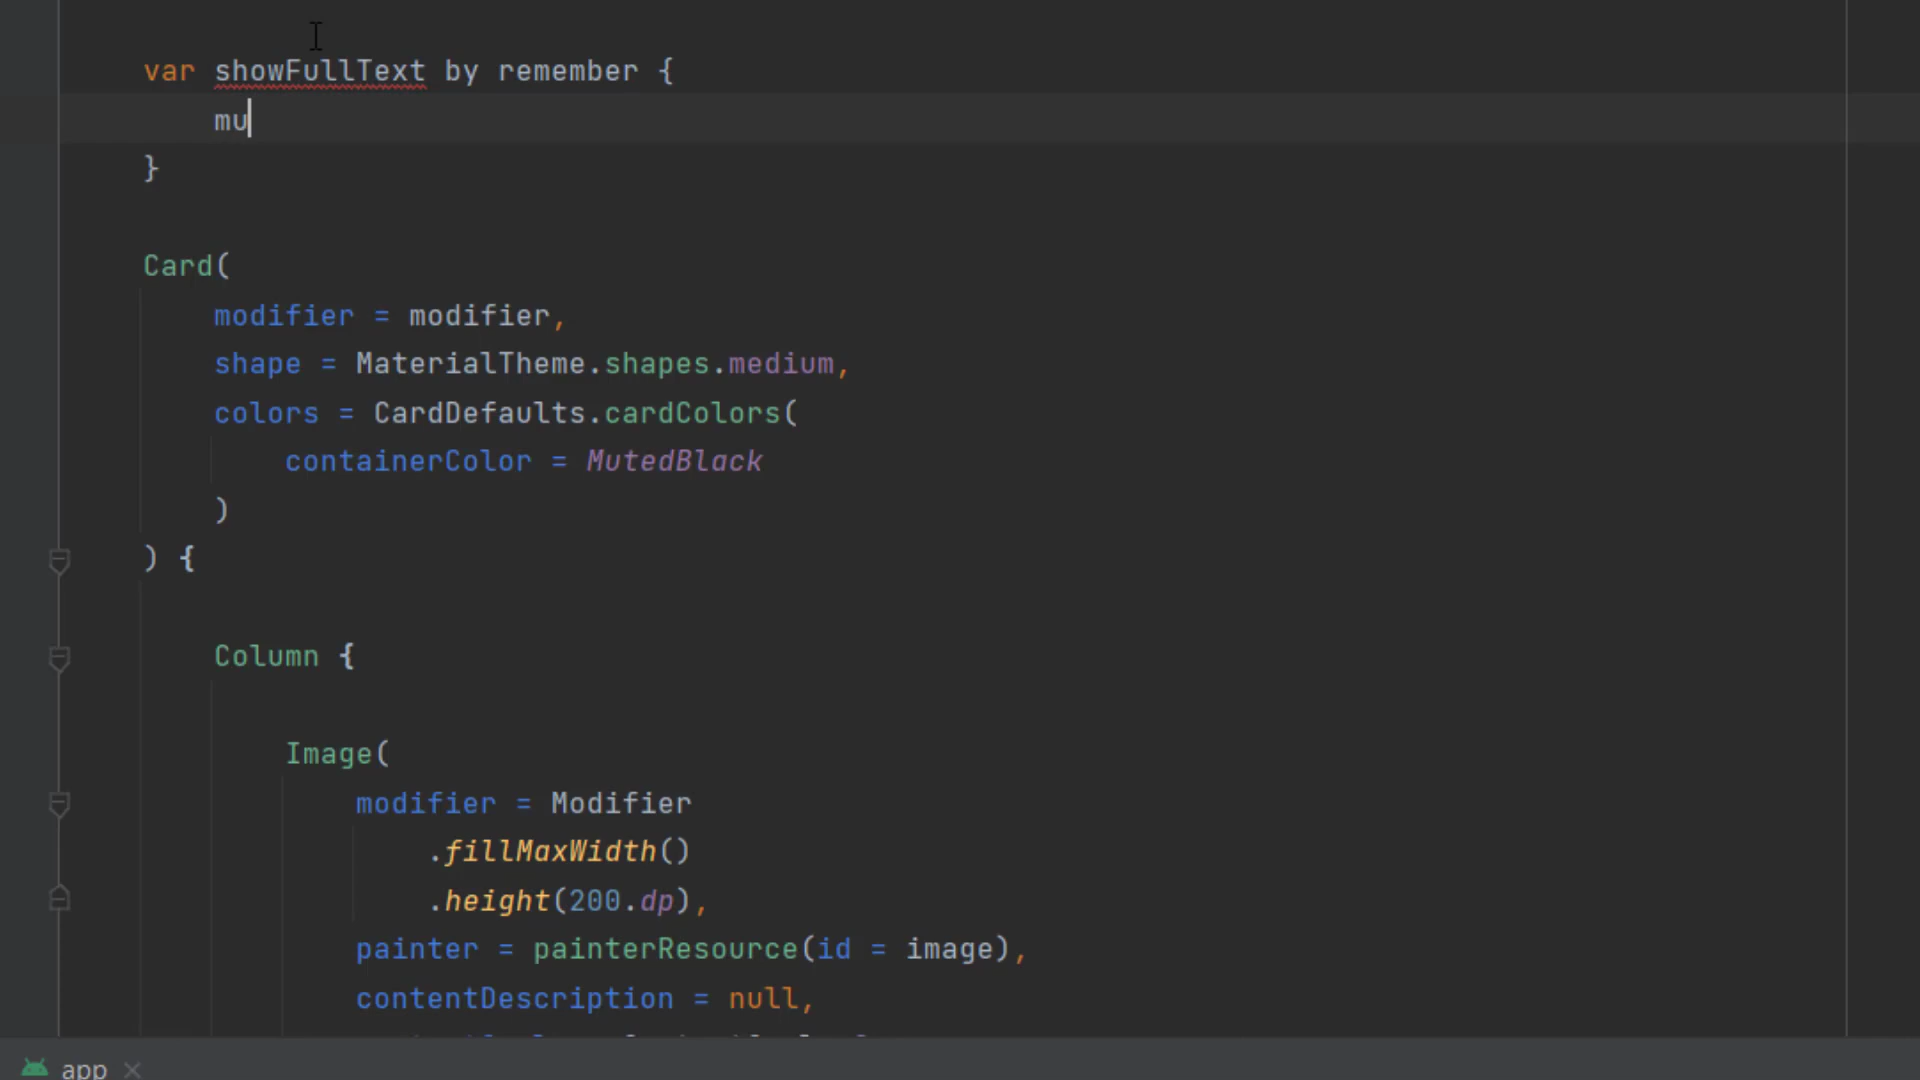 var showFullText by remember {
mu
}
Card(
modifier = modifier,
shape = MaterialTheme.shapes.medium,
colors = CardDefaults.cardColors(
containerColor = MutedBlack
)
) {
Column {
Image(
modifier = Modifier
.fillMaxWidth()
.height(200.dp),
painter = painterResource(id = image),
contentDescription = null,
app